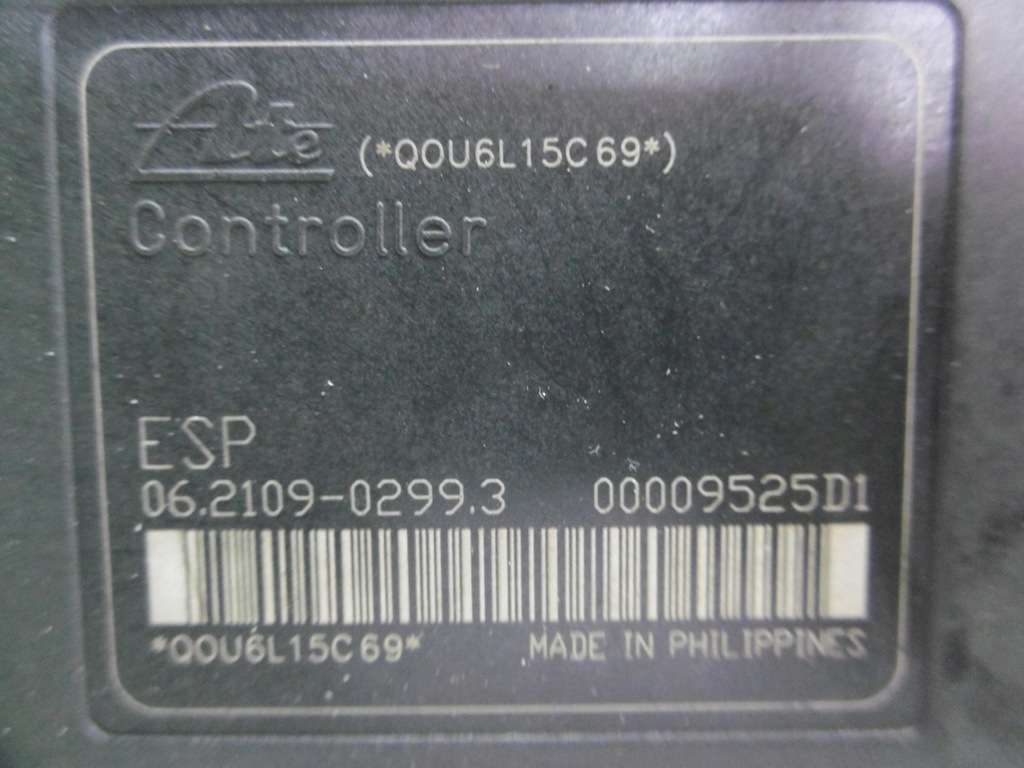 Ate (*QOU6L15C69*)
Controller
ESP
06.2109-0299.3 00009525D1
*QOU6L15C69* MADE IN PHILIPPINES